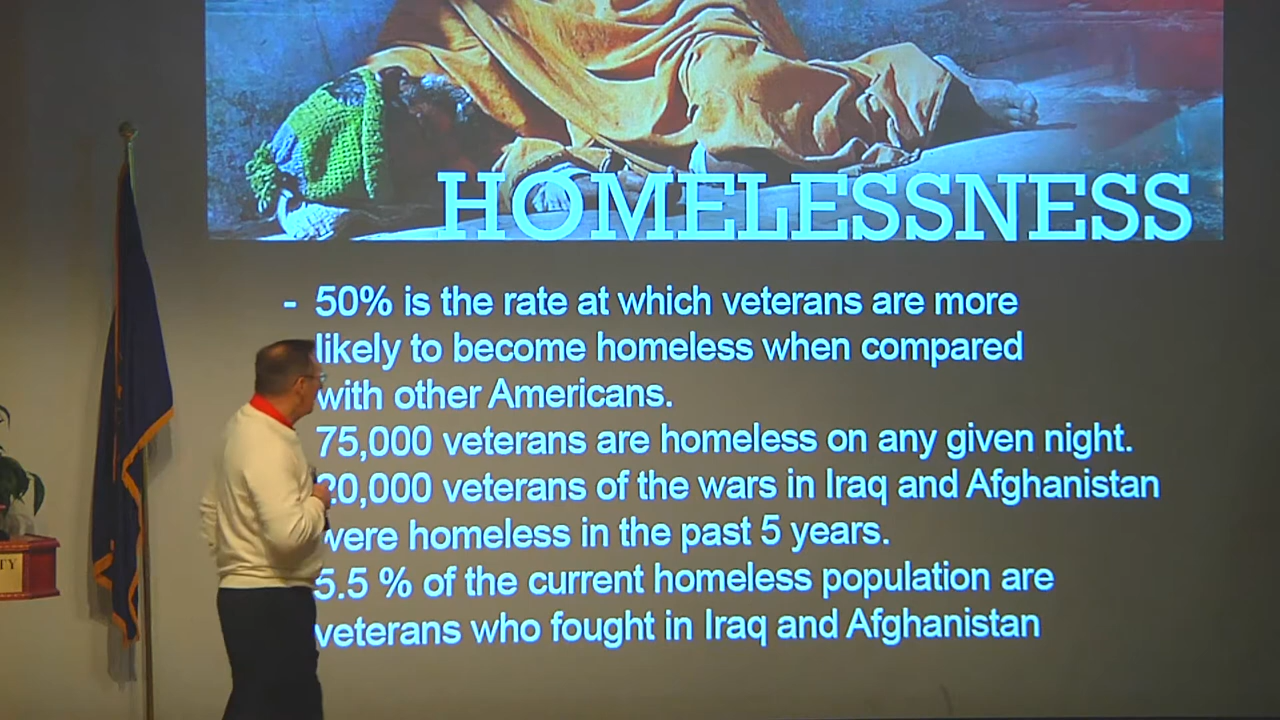 HOMELESSNESS
- 50% is the rate at which veterans are more
likely to become homeless when compared
with other Americans.
75,000 veterans are homeless on any given night.
20,000 veterans of the wars in Iraq and Afghanistan
were homeless in the past 5 years.
5.5 % of the current homeless population are
veterans who fought in Iraq and Afghanistan
TY